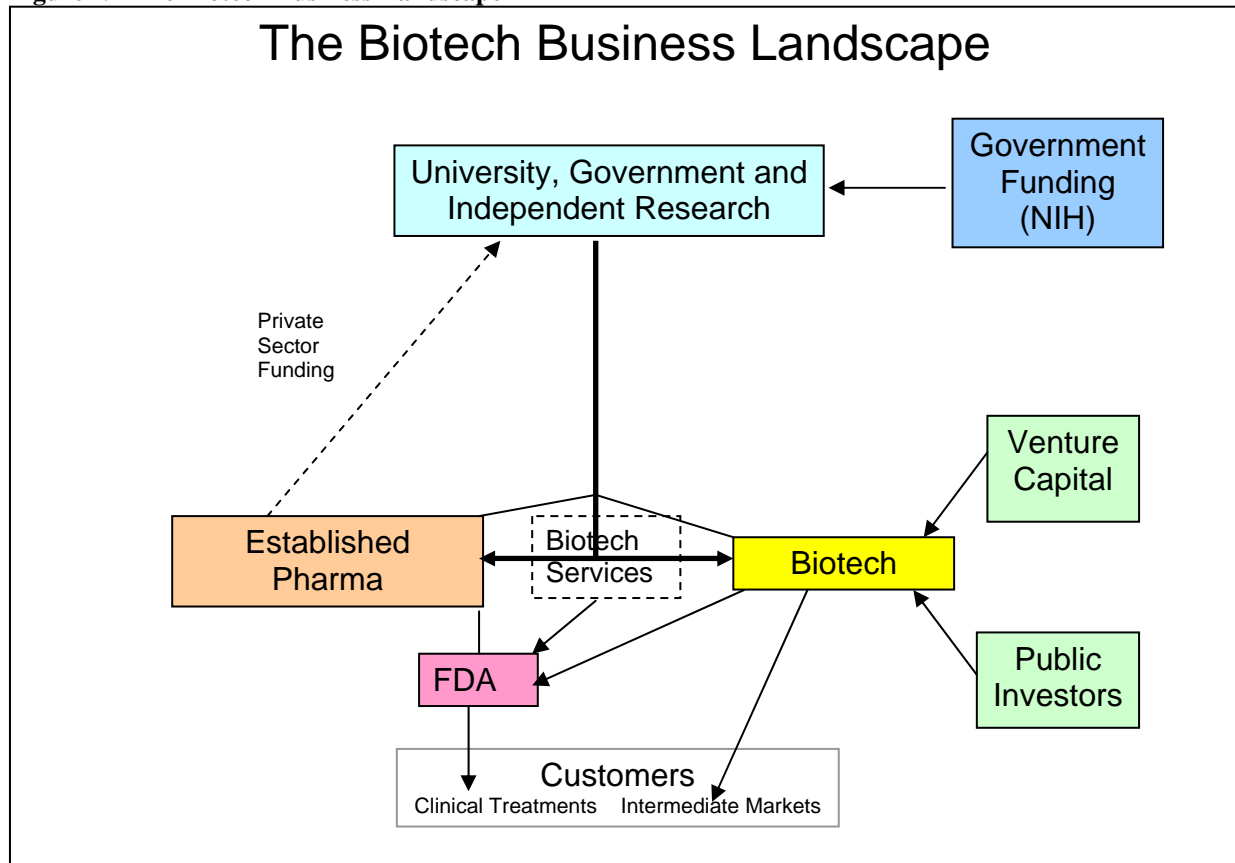 The Biotech Business Landscape
University, Government and
Independent Research
Government
Funding
(NIH)
Private
Sector
Funding
Venture
Capital
Established
Pharma
Biotech
Services
Biotech
FDA
Public
Investors
Customers
Clinical Treatments Intermediate Markets